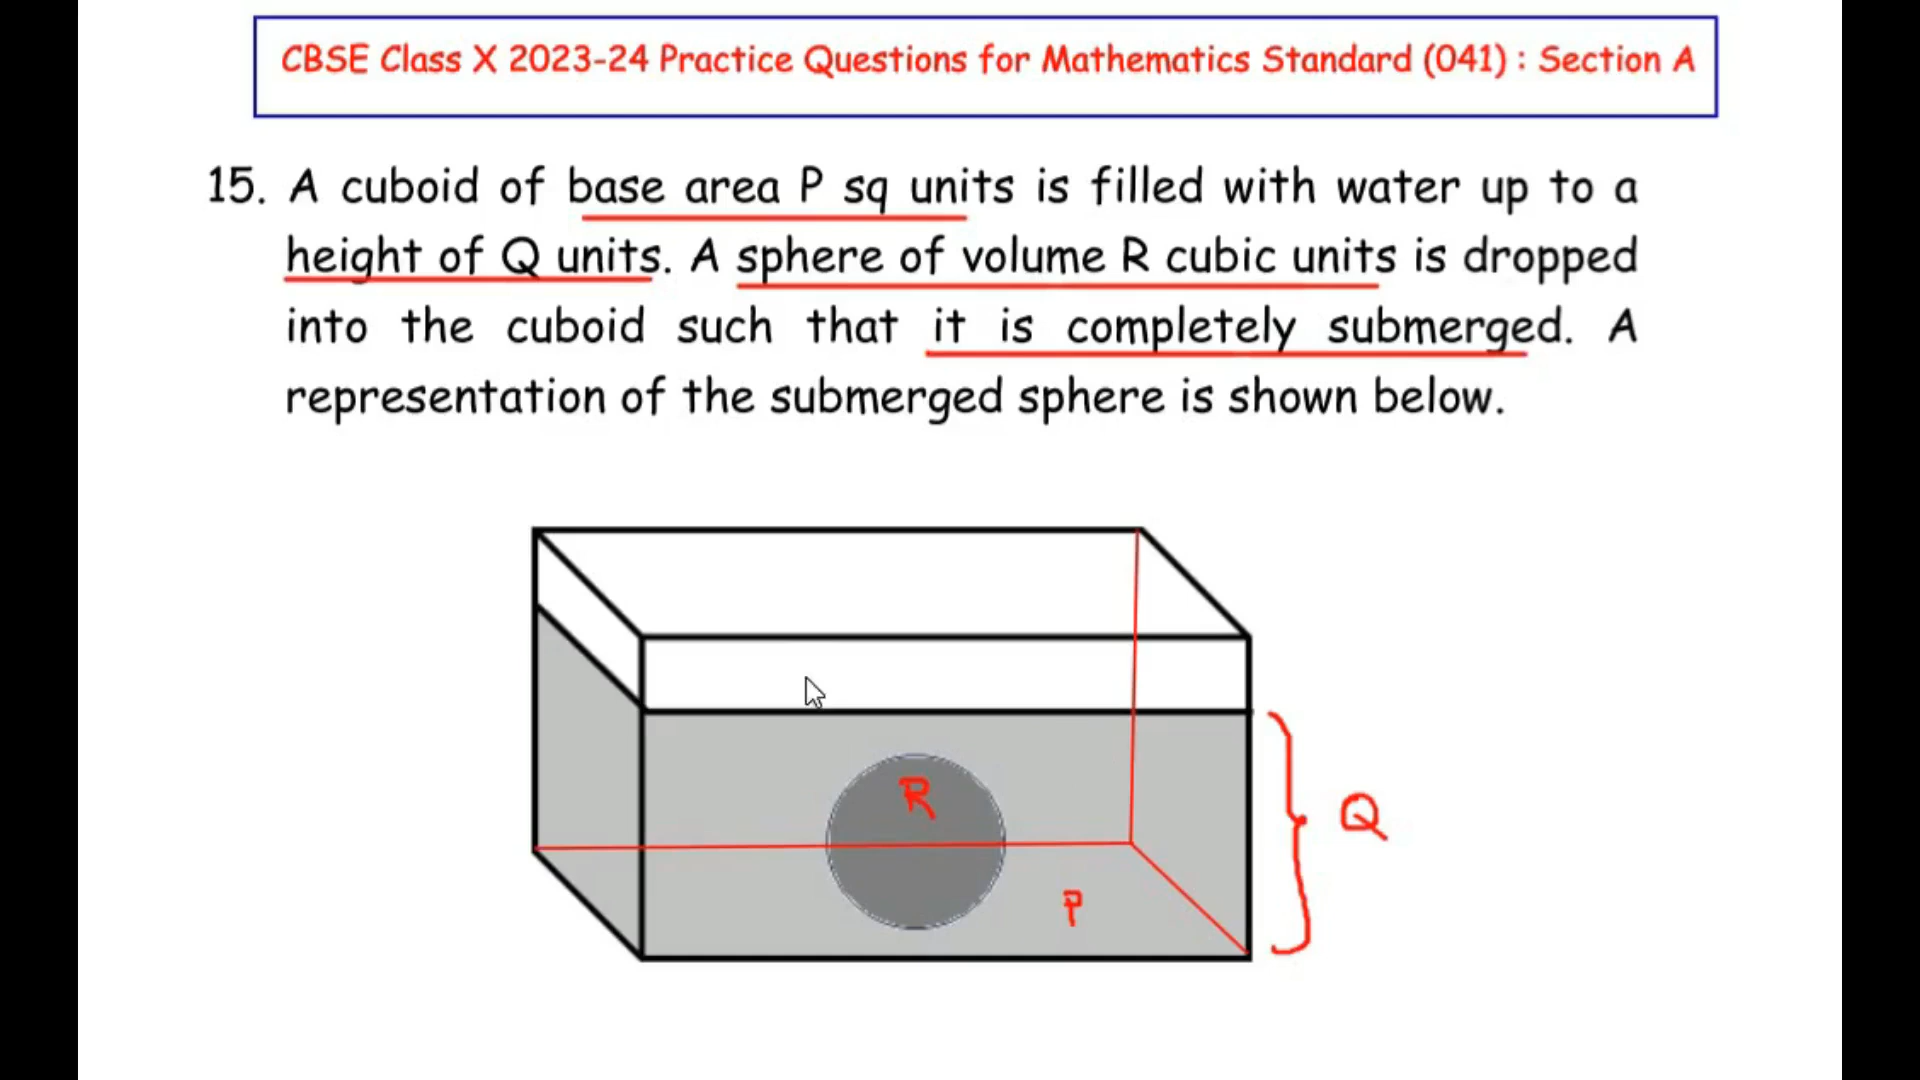 CBSE Class X 2023-24 Practice Questions for Mathematics Standard (041) : Section A
15. A cuboid of base area P sq units is filled with water up to a
height of Q units. A sphere of volume R cubic units is dropped
into the cuboid such that it is completely submerged. A
representation of the submerged sphere is shown below.
R
Q
P